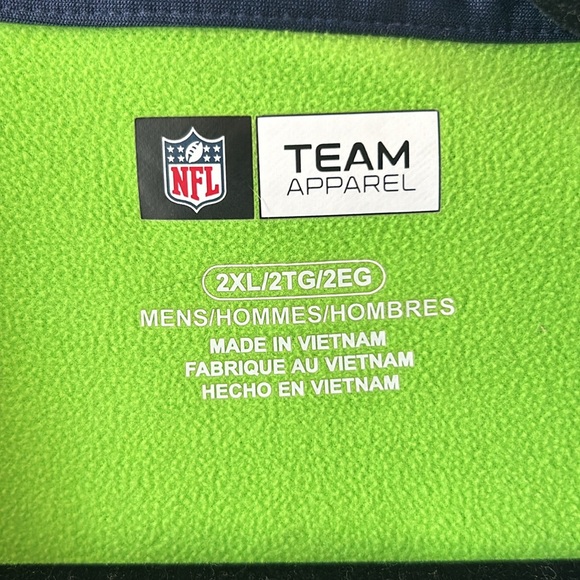 NFL
TEAM
APPAREL
2XL/2TG/2EG
MENS/HOMMES/HOMBRES
MADE IN VIETNAM
FABRIQUE AU VIETNAM
HECHO EN VIETNAM